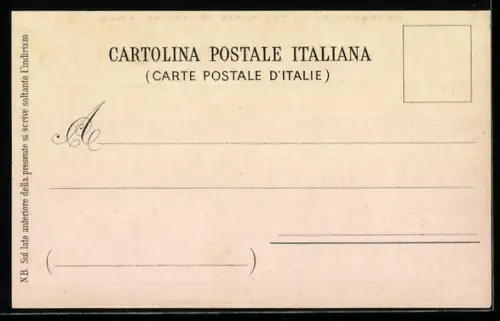 CARTOLINA POSTALE ITALIANA
(CARTE POSTALE D'ITALIE)
A
( )
N.B. Sul lato anteriore della presente si scrive soltanto l'indirizzo